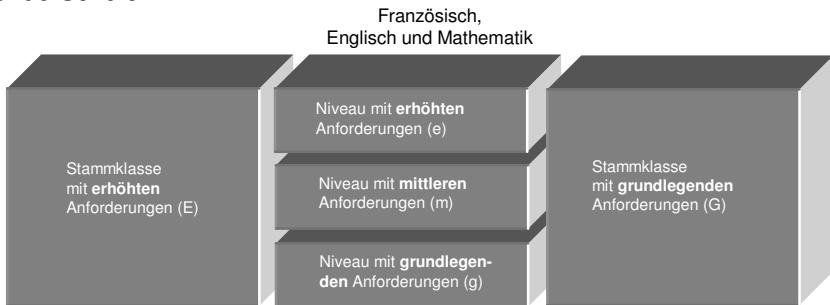 Französisch,
Englisch und Mathematik
Stammklasse
mit erhöhten
Anforderungen (E)
Niveau mit erhöhten
Anforderungen (e)
Niveau mit mittleren
Anforderungen (m)
Niveau mit grundlegen-
den Anforderungen (g)
Stammklasse
mit grundlegenden
Anforderungen (G)